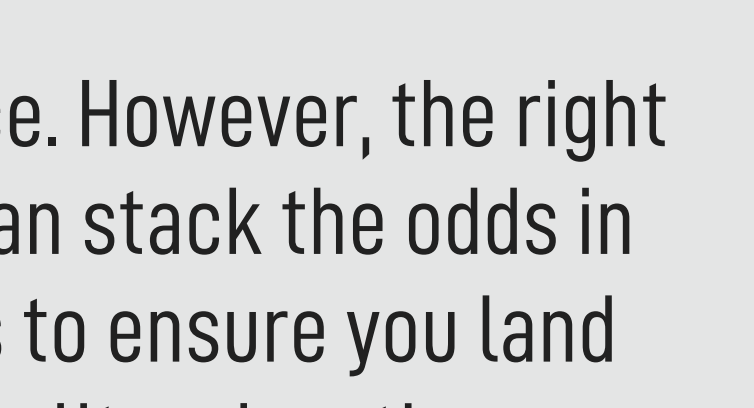 e. However, the right
an stack the odds in
to ensure you land